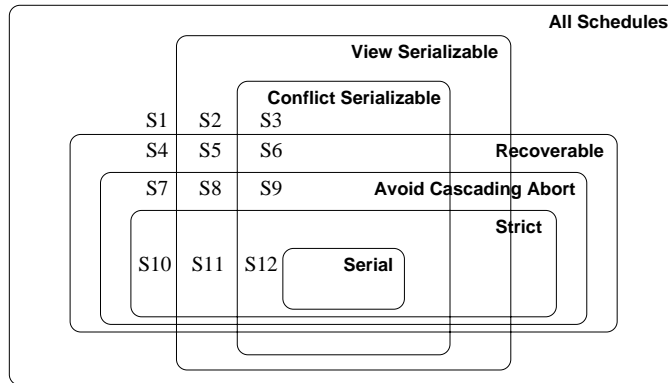 All Schedules
View Serializable
Conflict Serializable
S1 S2 S3
S4 S5 S6 Recoverable
S7 S8 S9 Avoid Cascading Abort
Strict
S10 S11 S12 Serial